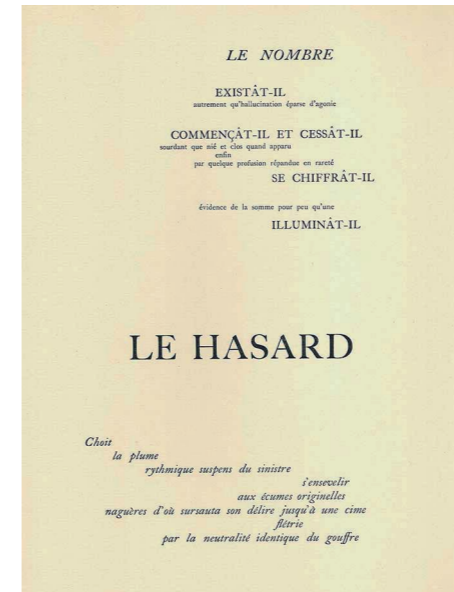 LE NOMBRE
EXISTÂT-IL
autrement qu'hallucination éparse d'agonie
COMMENÇÂT-IL ET CESSÂT-IL
sourdant que nié et clos quand apparu
enfin
par quelque profusion répandue en rareté
SE CHIFFRÂT-IL
évidence de la somme pour peu qu'une
ILLUMINÂT-IL
LE HASARD
Choit
la plume
rythmique suspens du sinistre
s'ensevelir
aux écumes originelles
naguères d'où sursauta son délire jusqu'à une cime
flétrie
par la neutralité identique du gouffre